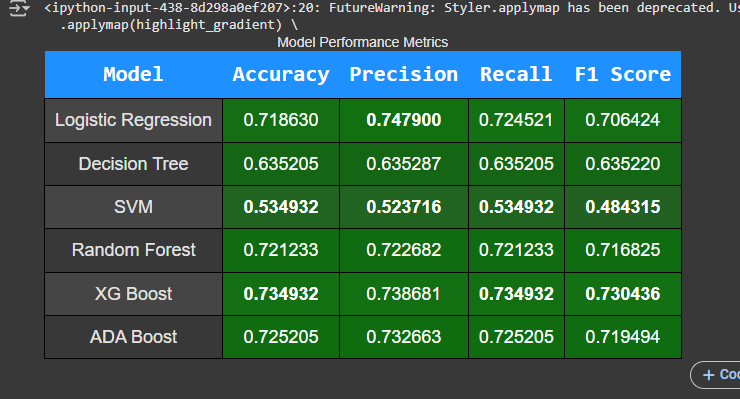 <ipython-input-438-8d298a0ef207>:20: FutureWarning: Styler.applymap has been deprecated.
.applymap(highlight_gradient) \
Model Performance Metrics
Model Accuracy Precision Recall F1 Score
Logistic Regression 0.718630 0.747900 0.724521 0.706424
Decision Tree 0.635205 0.635287 0.635205 0.635220
SVM 0.534932 0.523716 0.534932 0.484315
Random Forest 0.721233 0.722682 0.721233 0.716825
XG Boost 0.734932 0.738681 0.734932 0.730436
ADA Boost 0.725205 0.732663 0.725205 0.719494
+